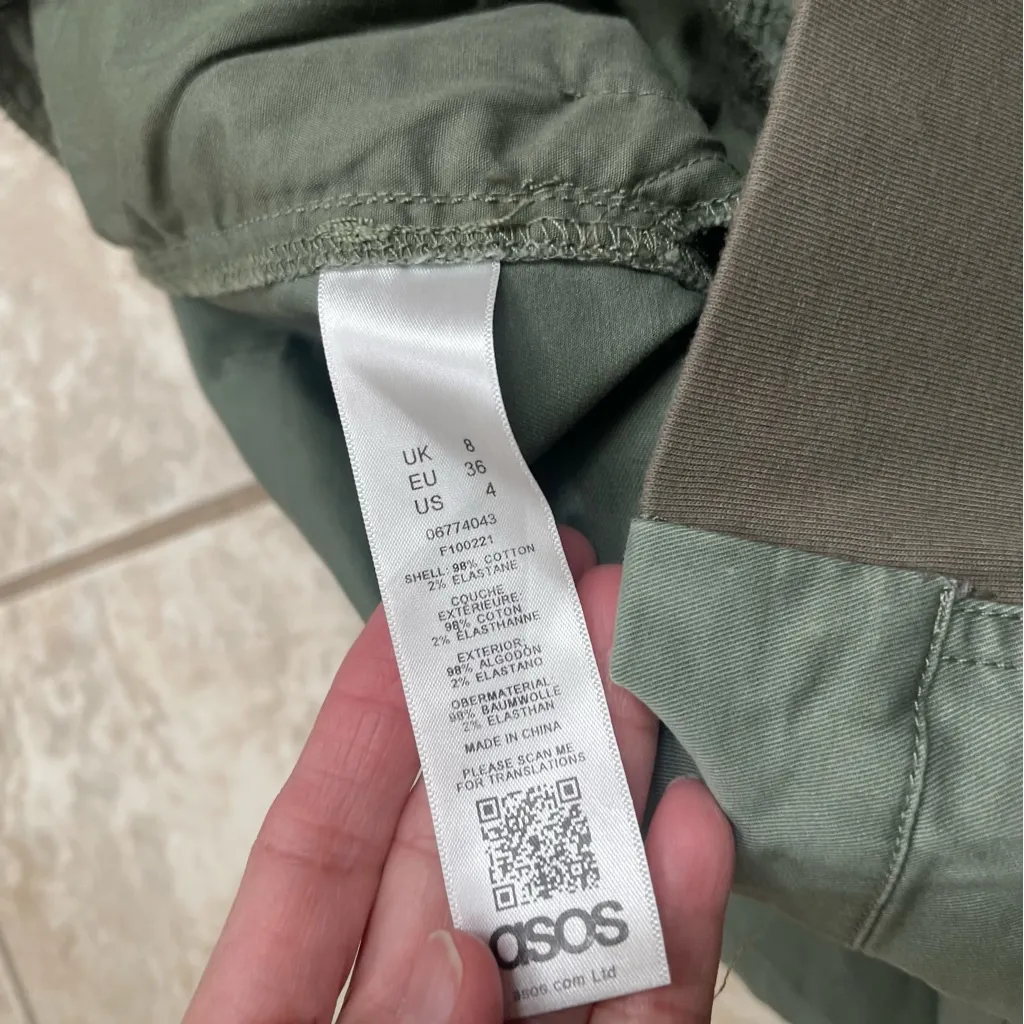 UK 8
EU 36
US 4
06774043
F100221
SHELL: 98% COTTON
2% ELASTANE
COUCHE
EXTÉRIEURE:
98% COTON
2% ÉLASTHANNE
EXTERIOR:
98% ALGODÓN
2% ELASTANO
OBERMATERIAL:
98% BAUMWOLLE
2% ELASTHAN
MADE IN CHINA
PLEASE SCAN ME
FOR TRANSLATIONS
asos
asos.com Ltd